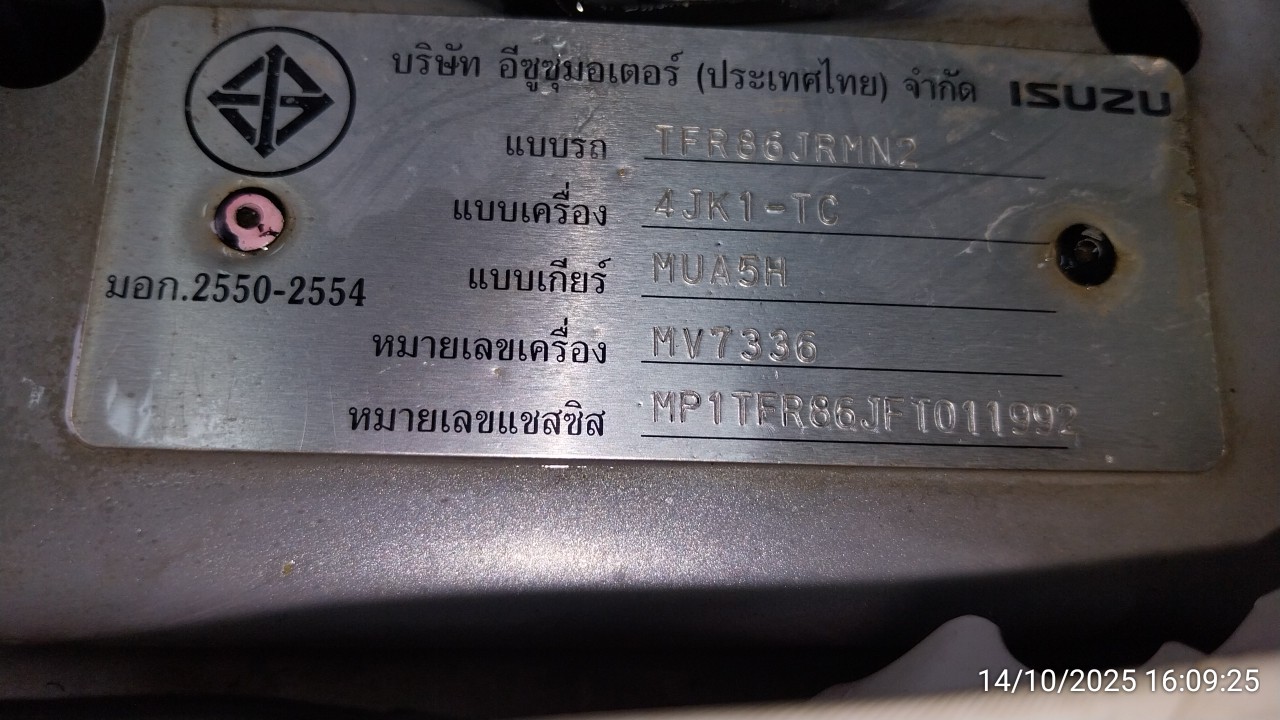 บริษัท อีซูซุมอเตอร์ (ประเทศไทย) จำกัด ISUZU
แบบรถ TFR86JRMN2
แบบเครื่อง 4JK1-TC
แบบเกียร์ MUA5H
มอก.2550-2554
หมายเลขเครื่อง MV7336
หมายเลขแชสซิส MP1TFR86JFT011992
14/10/2025 16:09:25